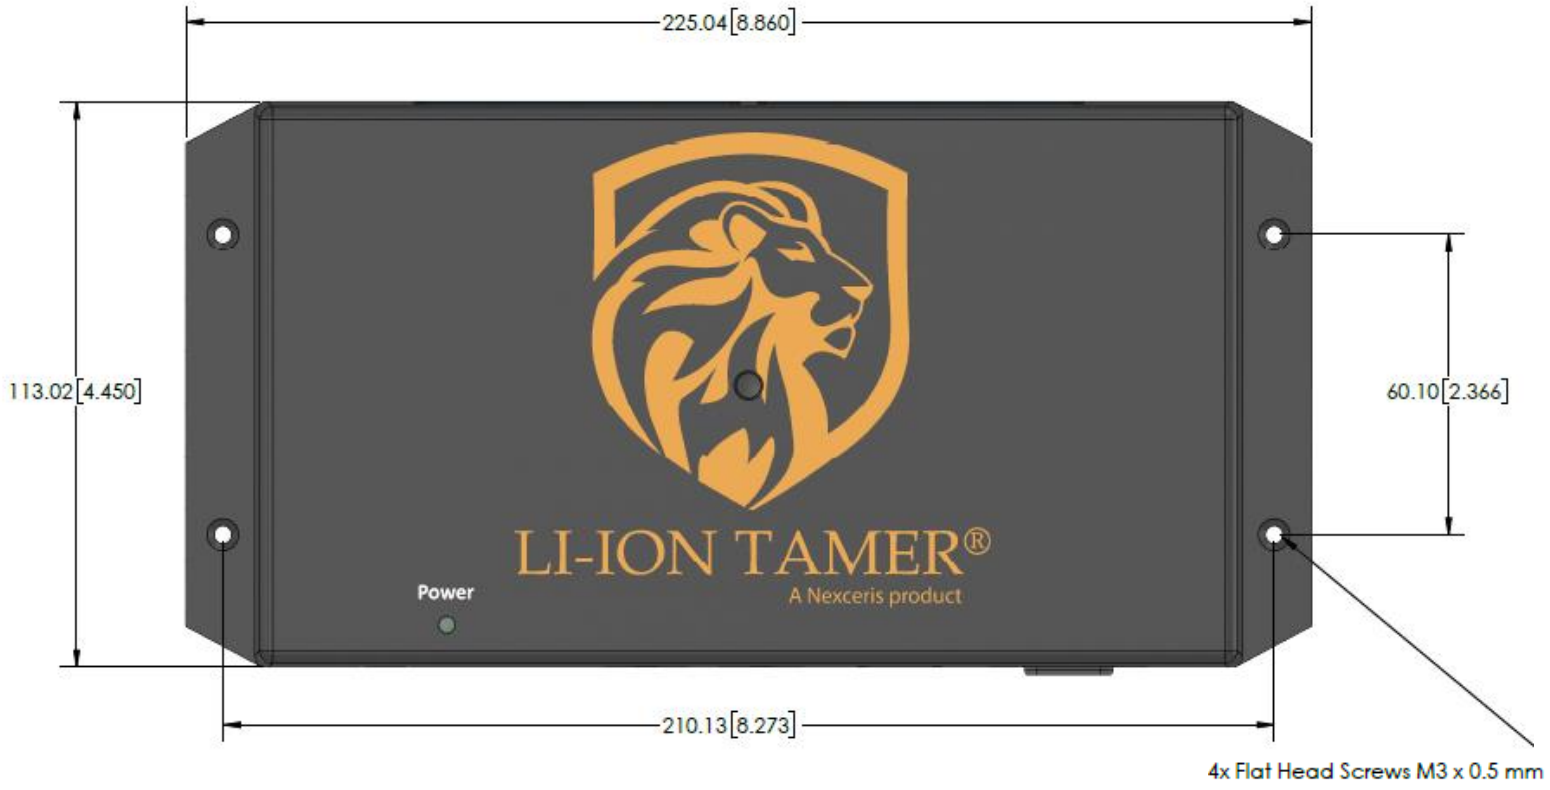 225.04[8.860]
113.02[4.450]
60.10[2.366]
LI-ION TAMER®
A Nexceris product
Power
210.13[8.273]
4x Flat Head Screws M3 x 0.5 mm